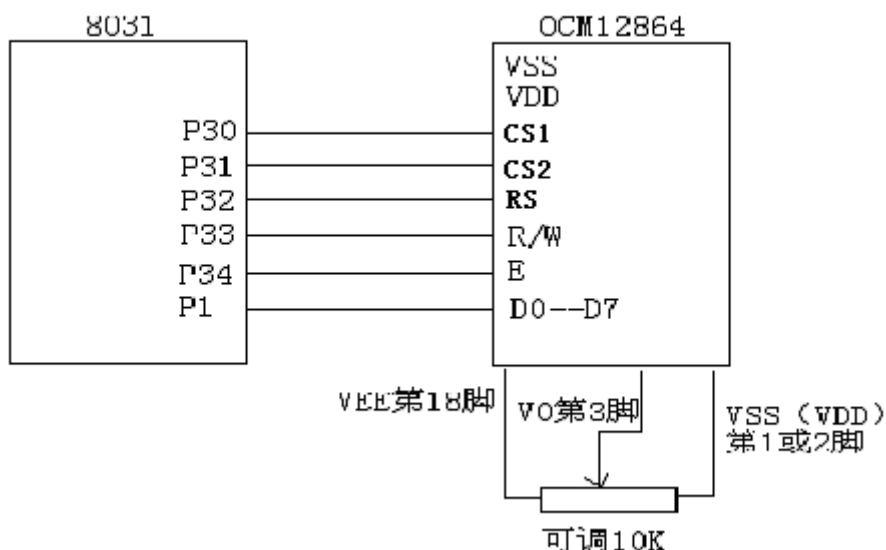 8031
OCM12864
VSS
VDD
P30
CS1
P31
CS2
P32
RS
P33
R/W
P34
E
P1
D0--D7
VEE第18脚
VO第3脚
VSS（VDD）
第1或2脚
可调10K